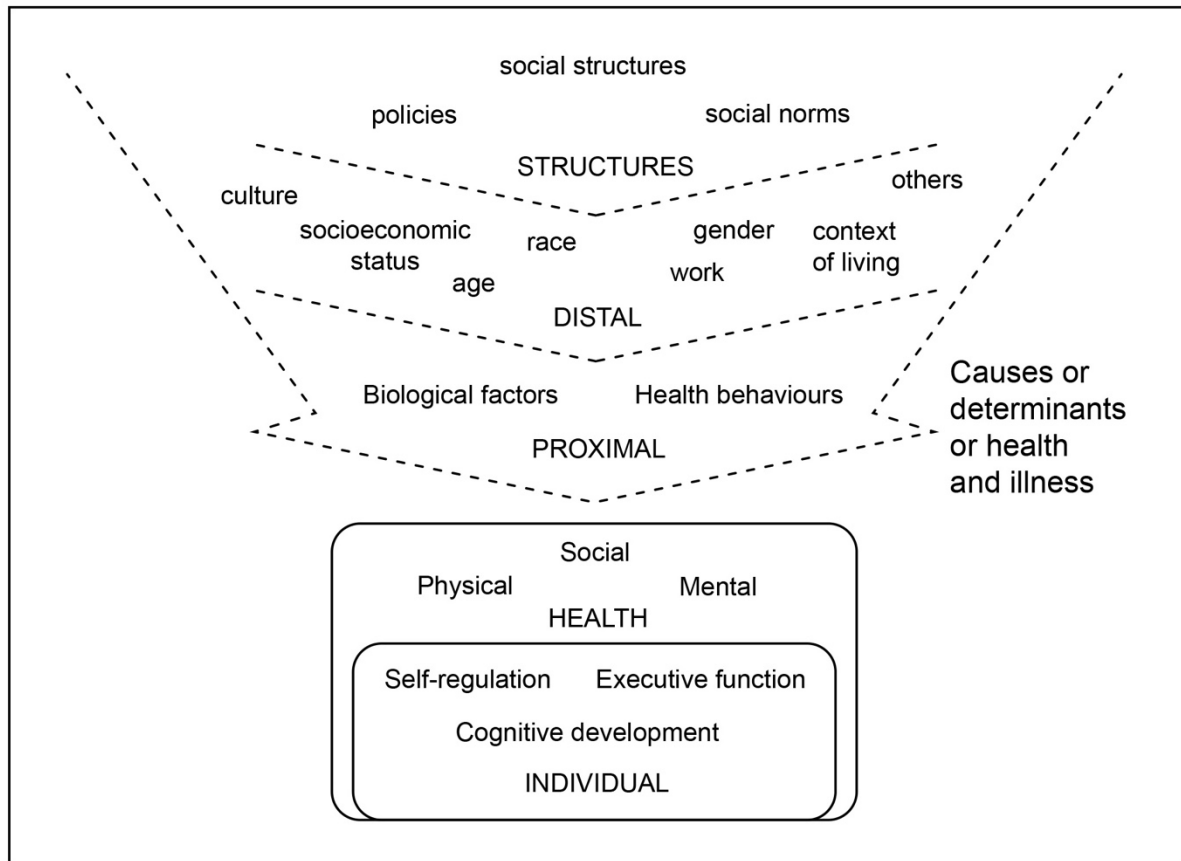 social structures
policies
social norms
STRUCTURES
others
culture
socioeconomic
status
race
gender
context
of living
age
work
DISTAL
Biological factors
Health behaviours
PROXIMAL
Causes or
determinants
or health
and illness
Social
Physical
Mental
HEALTH
Self-regulation
Executive function
Cognitive development
INDIVIDUAL